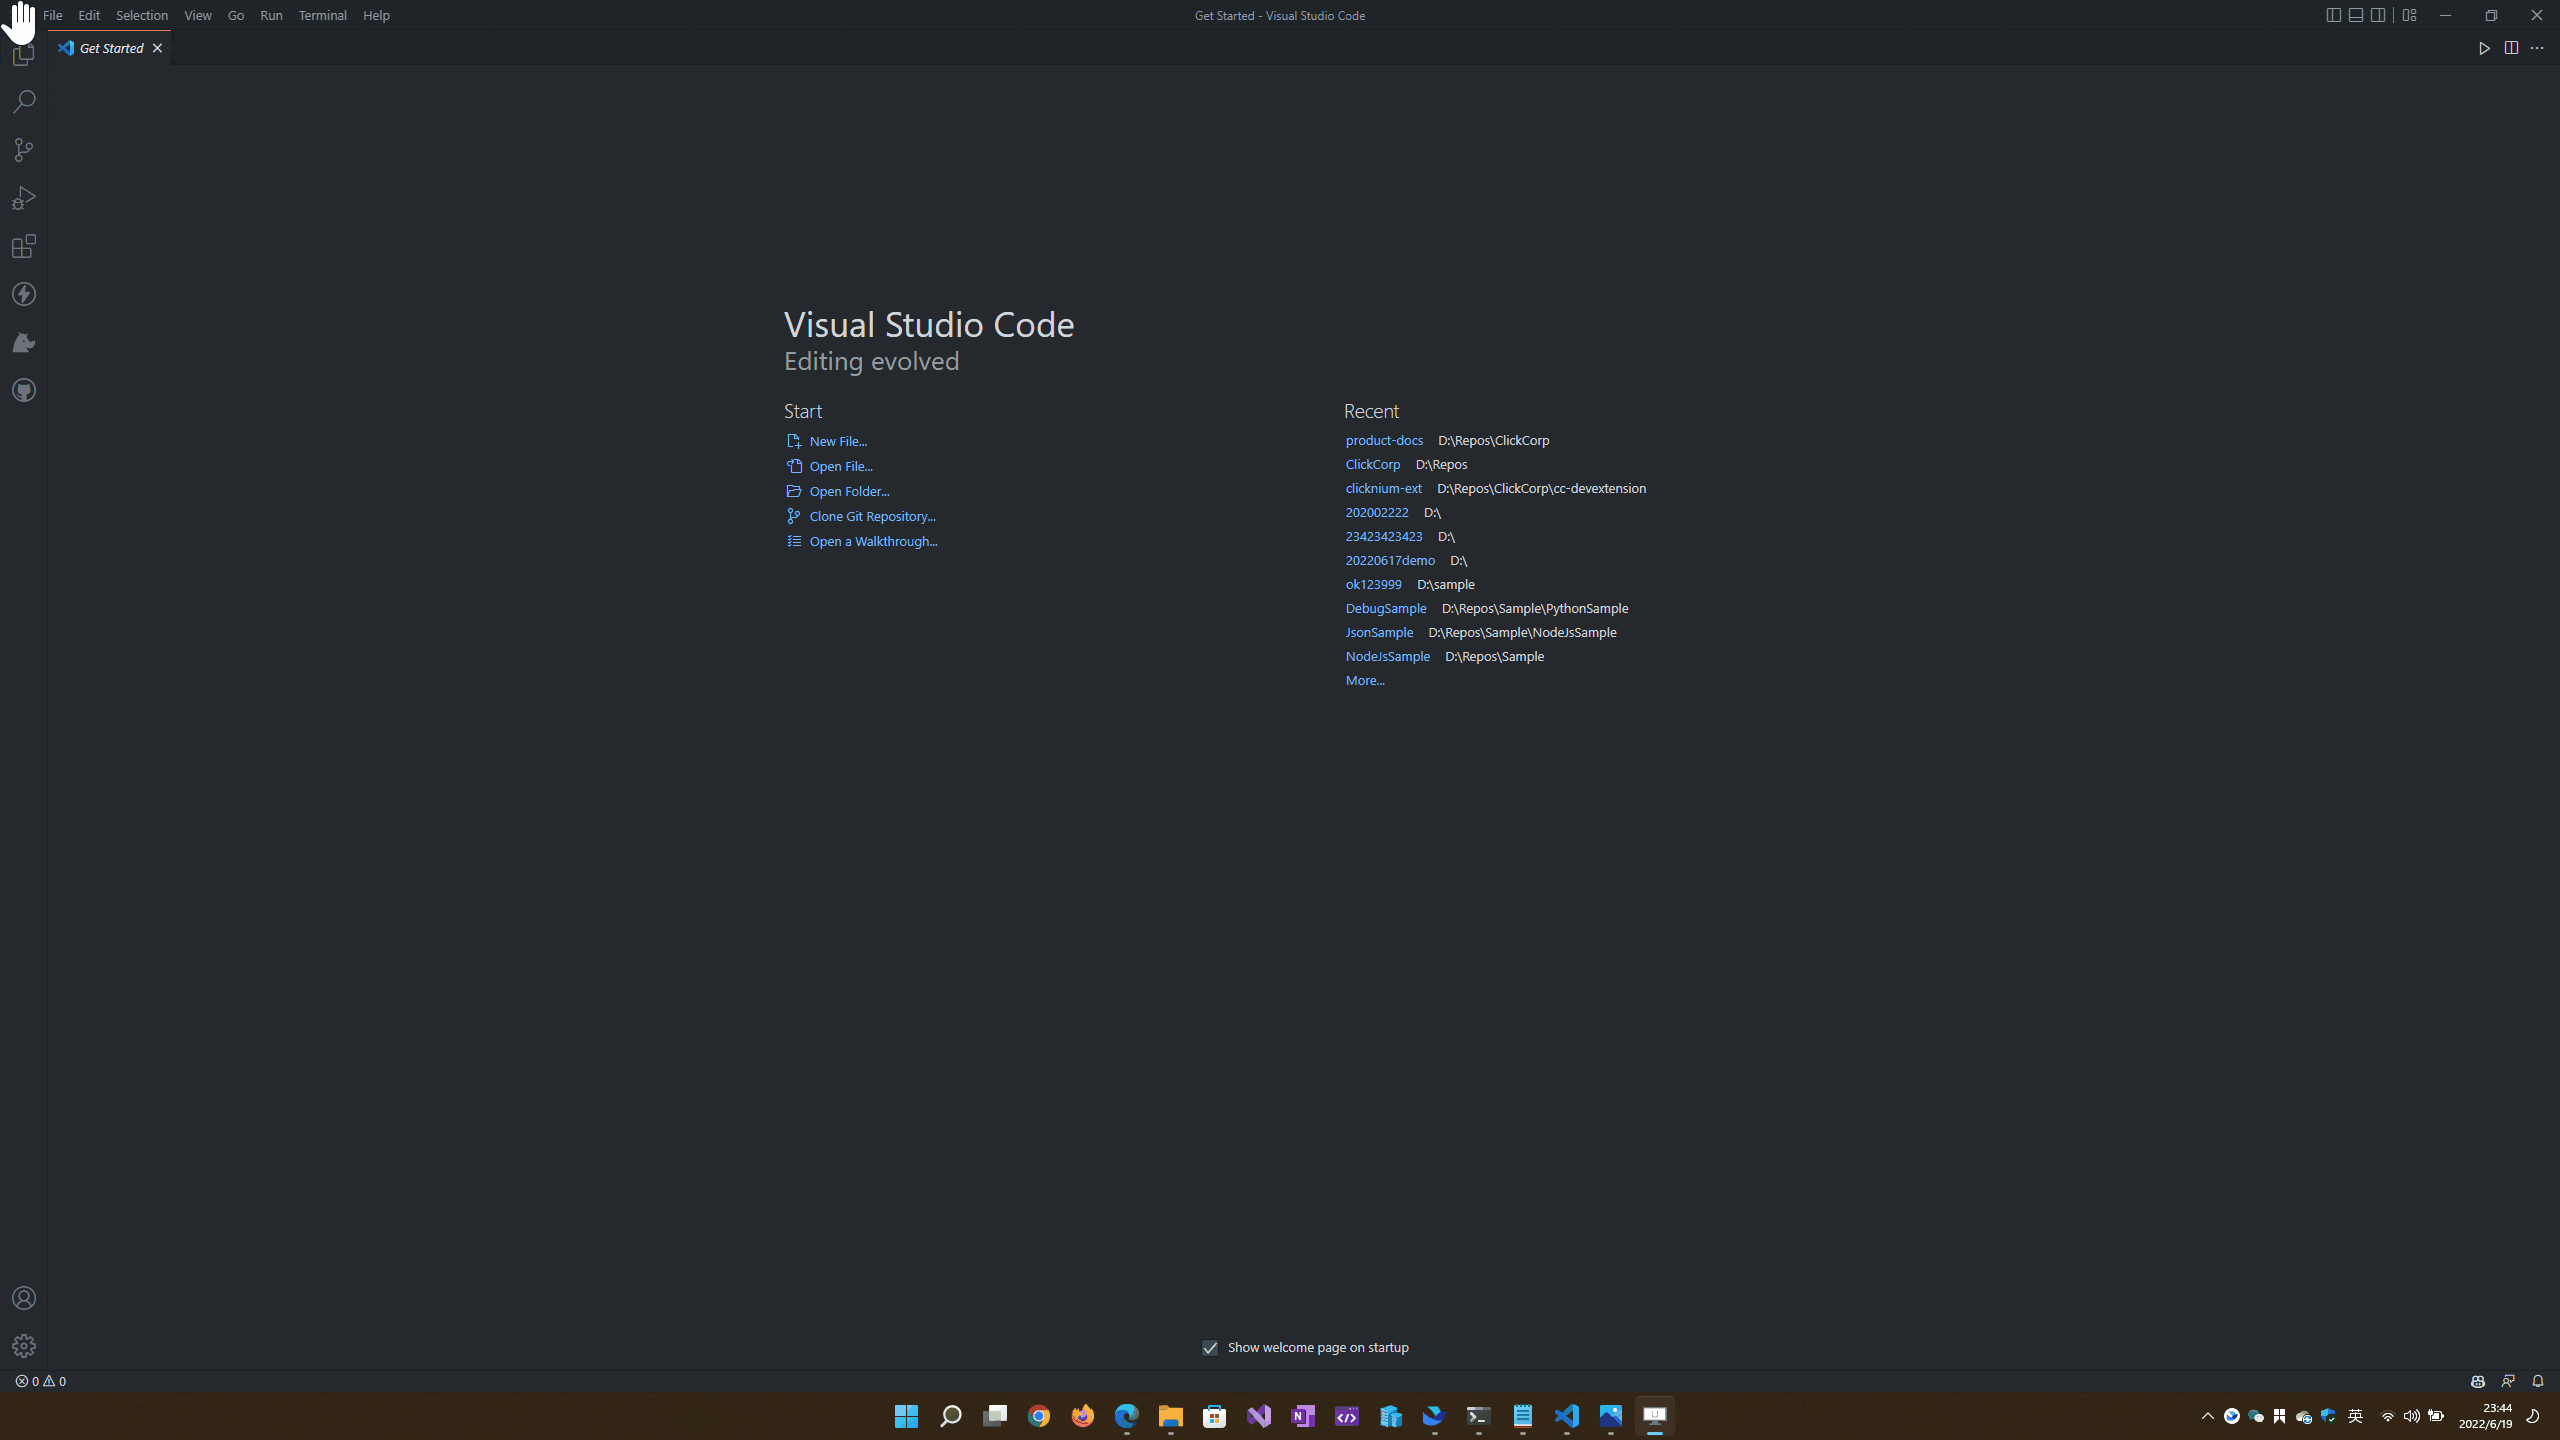 File Edit Selection View Go Run Terminal Help
Get Started - Visual Studio Code
Get Started
Visual Studio Code
Editing evolved
Start
New File...
Open File...
Open Folder...
Clone Git Repository...
Open a Walkthrough...
Recent
product-docs D:\Repos\ClickCorp
ClickCorp D:\Repos
clicknium-ext D:\Repos\ClickCorp\cc-devextension
202002222 D:\
23423423423 D:\
20220617demo D:\
ok123999 D:\sample
DebugSample D:\Repos\Sample\PythonSample
JsonSample D:\Repos\Sample\NodeJsSample
NodeJsSample D:\Repos\Sample
More...
Show welcome page on startup
0 0
英
23:44
2022/6/19